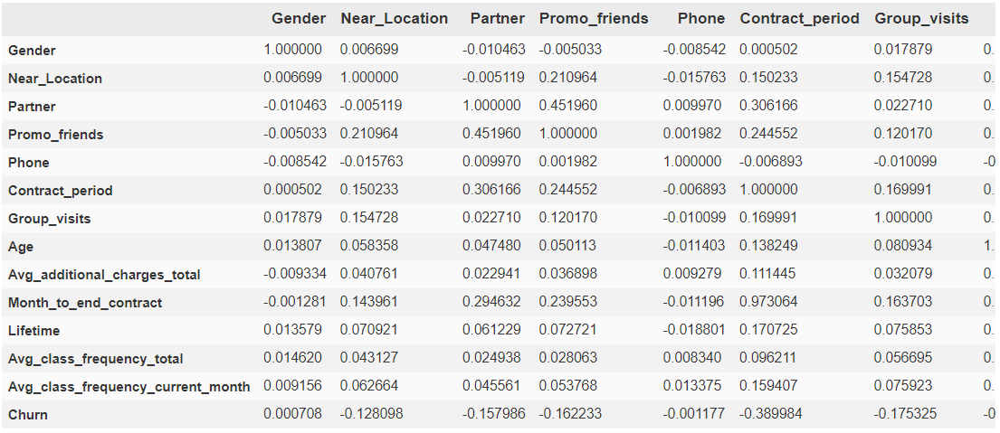 Gender Near_Location Partner Promo_friends Phone Contract_period Group_visits
Gender 1.000000 0.006699 -0.010463 -0.005033 -0.008542 0.000502 0.017879 0.
Near_Location 0.006699 1.000000 -0.005119 0.210964 -0.015763 0.150233 0.154728 0.
Partner -0.010463 -0.005119 1.000000 0.451960 0.009970 0.306166 0.022710 0.
Promo_friends -0.005033 0.210964 0.451960 1.000000 0.001982 0.244552 0.120170 0.
Phone -0.008542 -0.015763 0.009970 0.001982 1.000000 -0.006893 -0.010099 -0
Contract_period 0.000502 0.150233 0.306166 0.244552 -0.006893 1.000000 0.169991 0.
Group_visits 0.017879 0.154728 0.022710 0.120170 -0.010099 0.169991 1.000000 0.
Age 0.013807 0.058358 0.047480 0.050113 -0.011403 0.138249 0.080934 1.
Avg_additional_charges_total -0.009334 0.040761 0.022941 0.036898 0.009279 0.111445 0.032079 0.
Month_to_end_contract -0.001281 0.143961 0.294632 0.239553 -0.011196 0.973064 0.163703 0.
Lifetime 0.013579 0.070921 0.061229 0.072721 -0.018801 0.170725 0.075853 0.
Avg_class_frequency_total 0.014620 0.043127 0.024938 0.028063 0.008340 0.096211 0.056695 0.
Avg_class_frequency_current_month 0.009156 0.062664 0.045561 0.053768 0.013375 0.159407 0.075923 0.
Churn 0.000708 -0.128098 -0.157986 -0.162233 -0.001177 -0.389984 -0.175325 -0